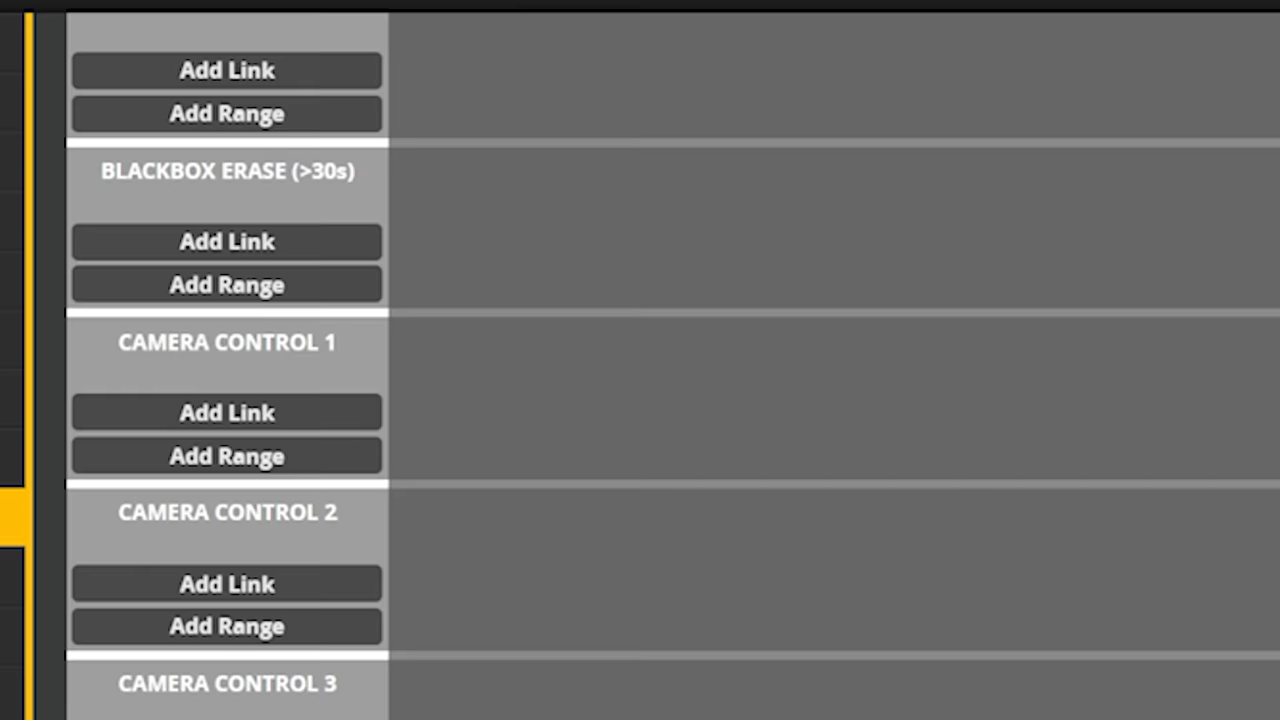 Add Link
Add Range
BLACKBOX ERASE (>30s)
Add Link
Add Range
CAMERA CONTROL 1
Add Link
Add Range
CAMERA CONTROL 2
Add Link
Add Range
CAMERA CONTROL 3